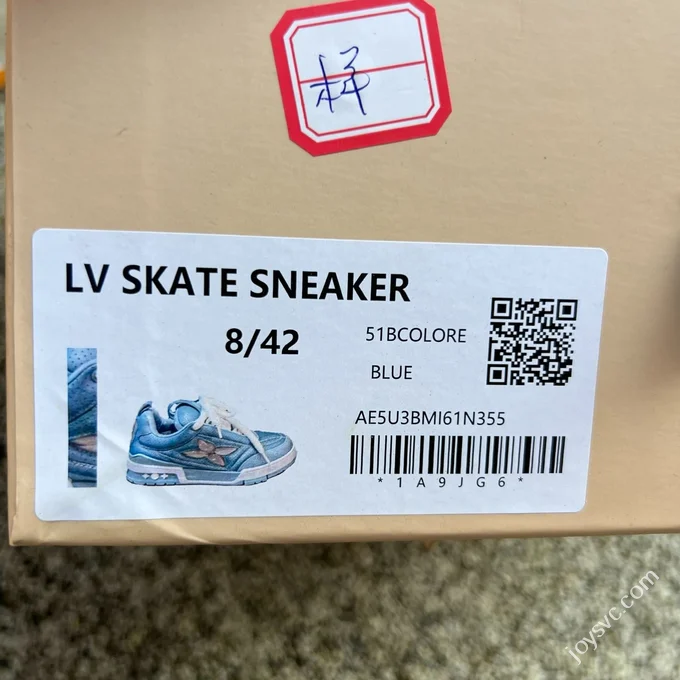 样
LV SKATE SNEAKER
8/42
51BCOLORE
BLUE
AE5U3BMI61N355
*1A9JG6*
joysvc.com